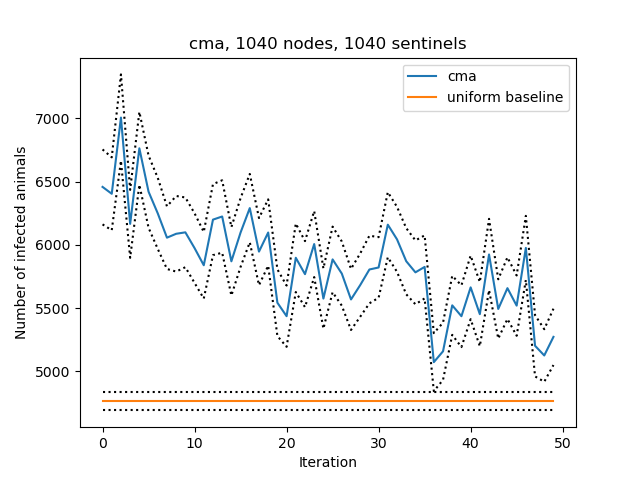 cma, 1040 nodes, 1040 sentinels
cma
uniform baseline
Number of infected animals
7000
6500
6000
5500
5000
0
10
20
30
40
50
Iteration